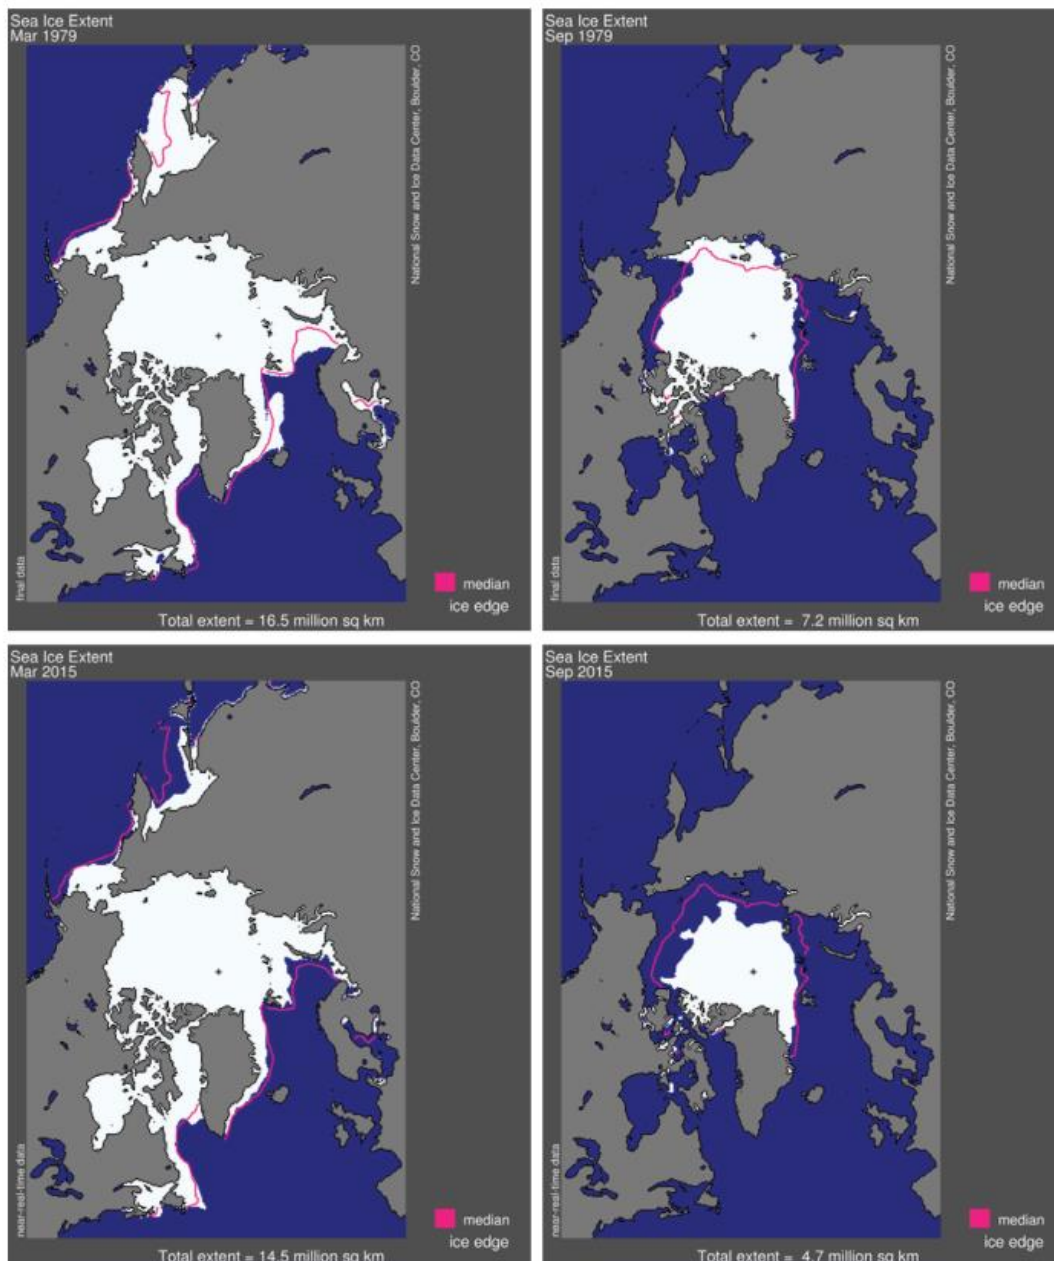 Sea Ice Extent
Mar 1979
National Snow and Ice Data Center, Boulder, CO
final data
median
ice edge
Total extent = 16.5 million sq km
Sea Ice Extent
Sep 1979
National Snow and Ice Data Center, Boulder, CO
final data
median
ice edge
Total extent = 7.2 million sq km
Sea Ice Extent
Mar 2015
National Snow and Ice Data Center, Boulder, CO
near-real-time data
median
ice edge
Total extent = 14.5 million sq km
Sea Ice Extent
Sep 2015
National Snow and Ice Data Center, Boulder, CO
near-real-time data
median
ice edge
Total extent = 4.7 million sq km